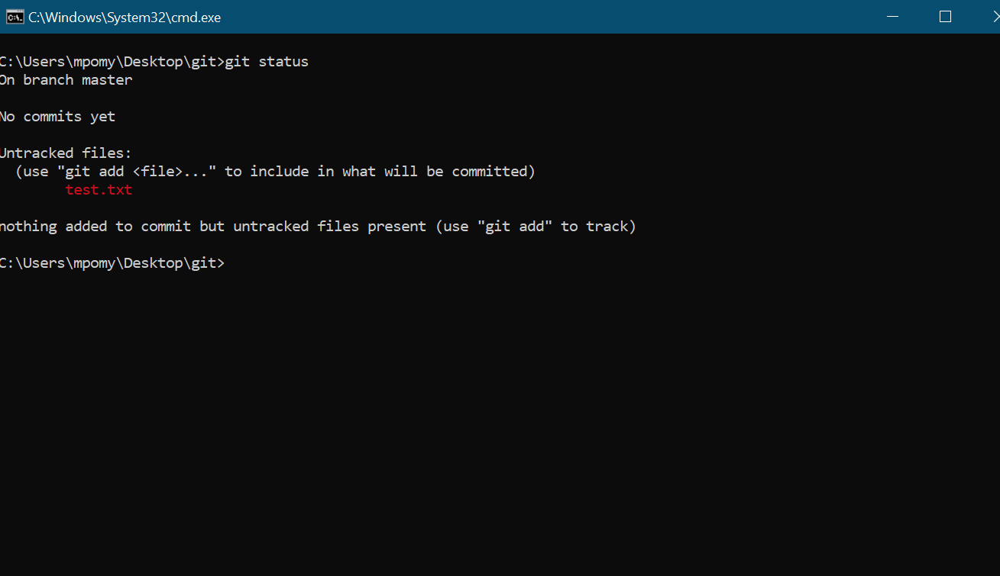 C:\Windows\System32\cmd.exe
C:\Users\mpomy\Desktop\git>git status
On branch master
No commits yet
Untracked files:
(use "git add <file>..." to include in what will be committed)
test.txt
nothing added to commit but untracked files present (use "git add" to track)
C:\Users\mpomy\Desktop\git>